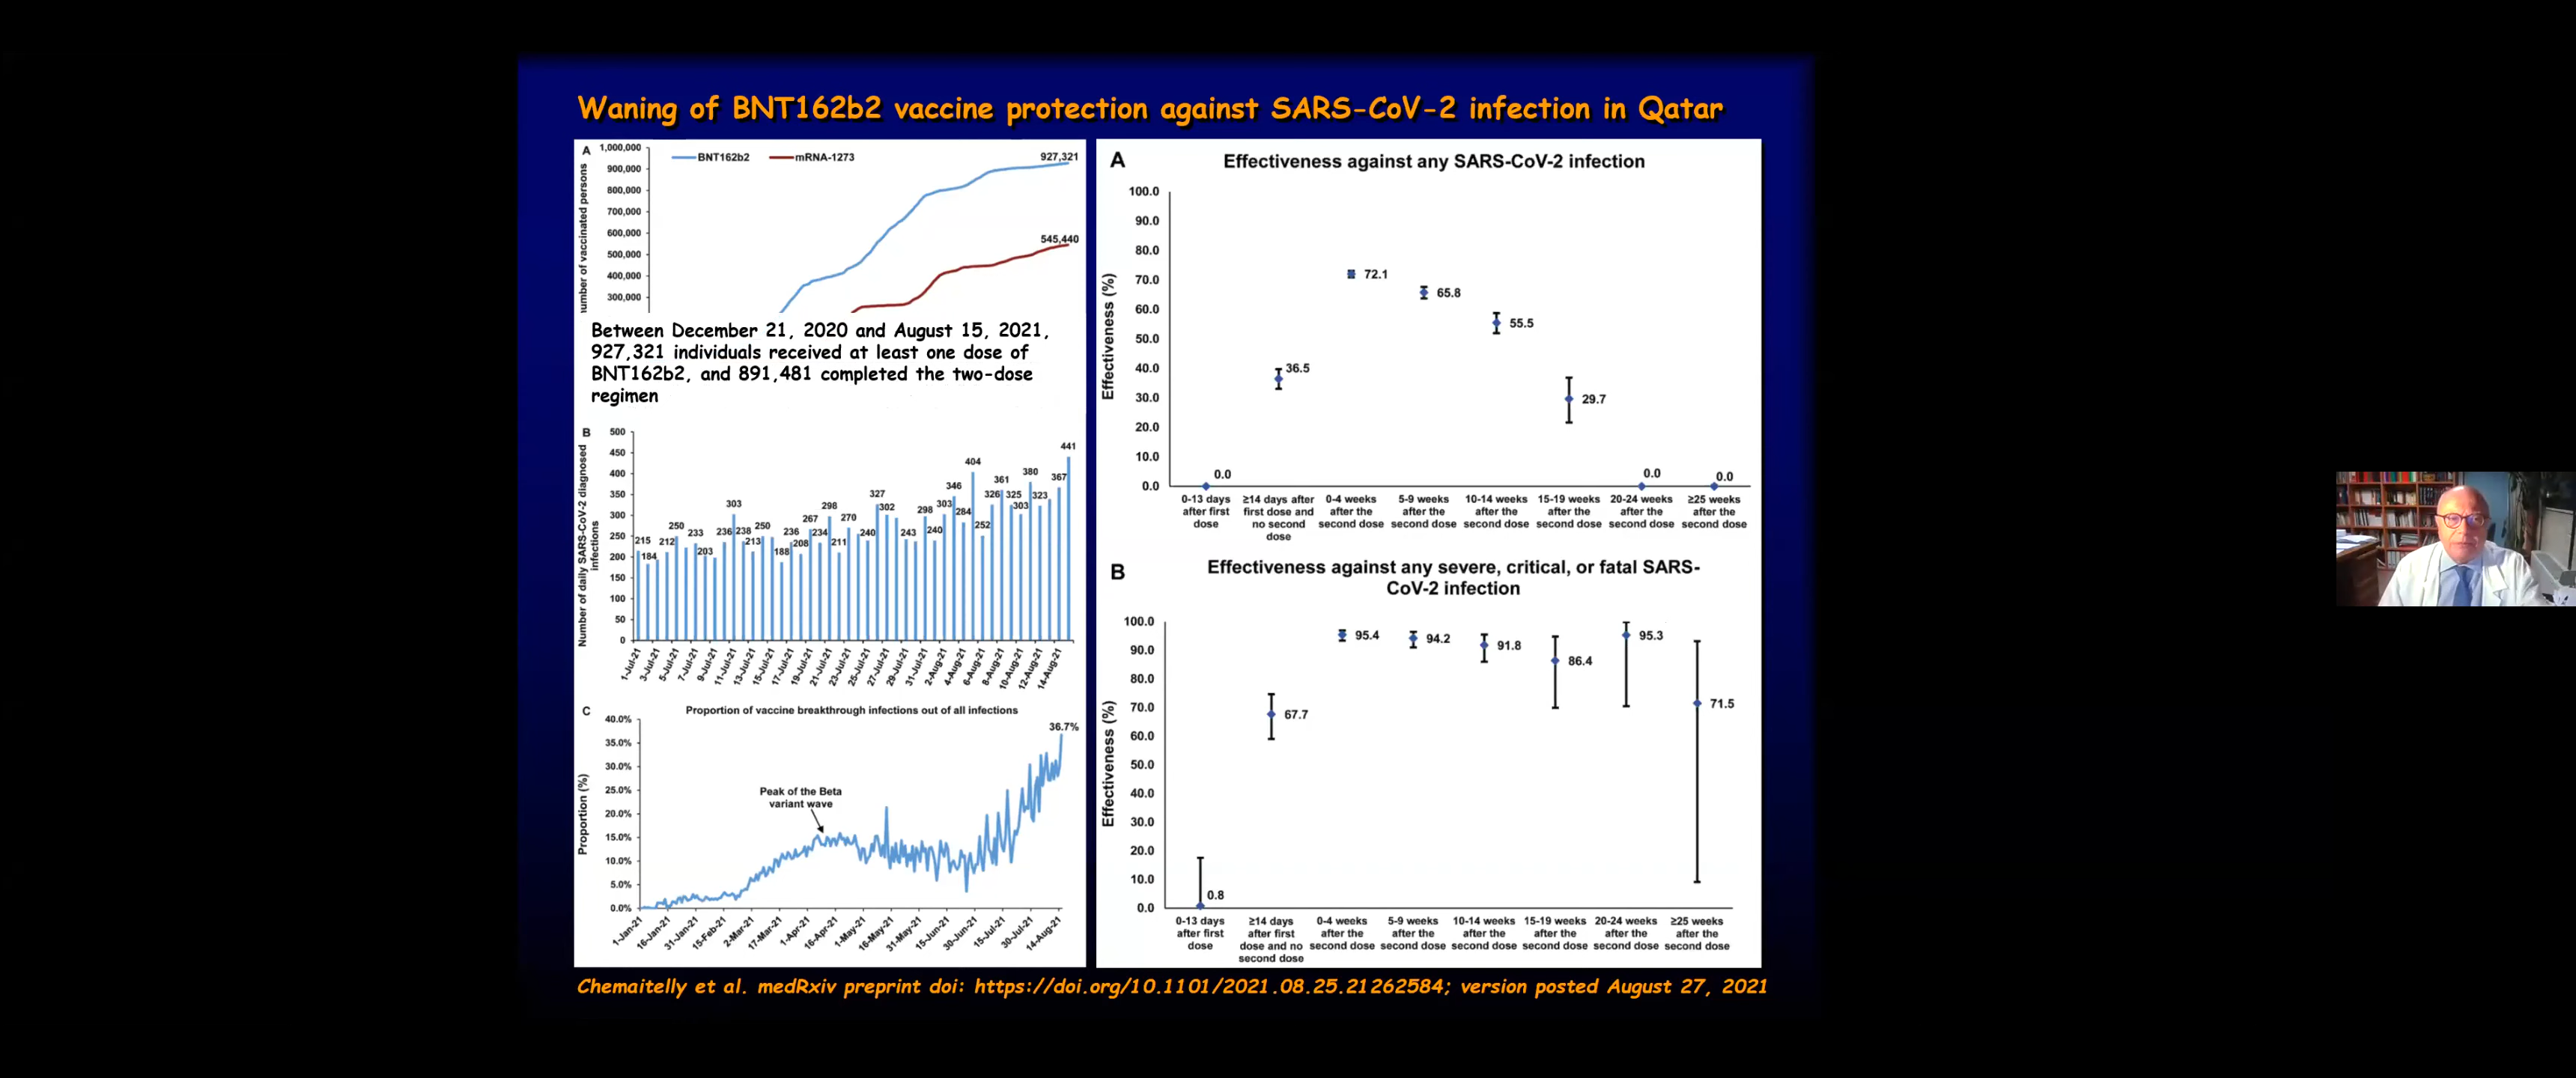 Waning of BNT162b2 vaccine protection against SARS-CoV-2 infection in Qatar
A
BNT162b2
mRNA-1273
umber of vaccinated persons
1,000,000
900,000
800,000
700,000
600,000
500,000
400,000
300,000
927,321
545,440
Between December 21, 2020 and August 15, 2021,
927,321 individuals received at least one dose of
BNT162b2, and 891,481 completed the two-dose
regimen
B
Number of daily SARS-CoV-2 diagnosed
infections
500
450
400
350
300
250
200
150
100
50
0
215
184
212
250
233
203
236
303
238
213
250
188
236
208
267
234
298
211
270
240
327
302
243
298
240
303
346
284
404
252
326
361
325
303
380
323
367
441
1-Jul-21
3-Jul-21
5-Jul-21
7-Jul-21
9-Jul-21
11-Jul-21
13-Jul-21
15-Jul-21
17-Jul-21
19-Jul-21
21-Jul-21
23-Jul-21
25-Jul-21
27-Jul-21
29-Jul-21
31-Jul-21
2-Aug-21
4-Aug-21
6-Aug-21
8-Aug-21
10-Aug-21
12-Aug-21
14-Aug-21
C
Proportion of vaccine breakthrough infections out of all infections
Proportion (%)
40.0%
35.0%
30.0%
25.0%
20.0%
15.0%
10.0%
5.0%
0.0%
36.7%
Peak of the Beta
variant wave
1-Jan-21
16-Jan-21
31-Jan-21
15-Feb-21
2-Mar-21
17-Mar-21
1-Apr-21
16-Apr-21
1-May-21
16-May-21
31-May-21
15-Jun-21
30-Jun-21
15-Jul-21
30-Jul-21
14-Aug-21
A
Effectiveness against any SARS-CoV-2 infection
Effectiveness (%)
100.0
90.0
80.0
70.0
60.0
50.0
40.0
30.0
20.0
10.0
0.0
0.0
36.5
72.1
65.8
55.5
29.7
0.0
0.0
0-13 days
after first
dose
≥14 days after
first dose and
no second
dose
0-4 weeks
after the
second dose
5-9 weeks
after the
second dose
10-14 weeks
after the
second dose
15-19 weeks
after the
second dose
20-24 weeks
after the
second dose
≥25 weeks
after the
second dose
B
Effectiveness against any severe, critical, or fatal SARS-
CoV-2 infection
Effectiveness (%)
100.0
90.0
80.0
70.0
60.0
50.0
40.0
30.0
20.0
10.0
0.0
0.8
67.7
95.4
94.2
91.8
86.4
95.3
71.5
0-13 days
after first
dose
≥14 days
after first
dose and no
second dose
0-4 weeks
after the
second dose
5-9 weeks
after the
second dose
10-14 weeks
after the
second dose
15-19 weeks
after the
second dose
20-24 weeks
after the
second dose
≥25 weeks
after the
second dose
Chemaitelly et al. medRxiv preprint doi: https://doi.org/10.1101/2021.08.25.21262584; version posted August 27, 2021